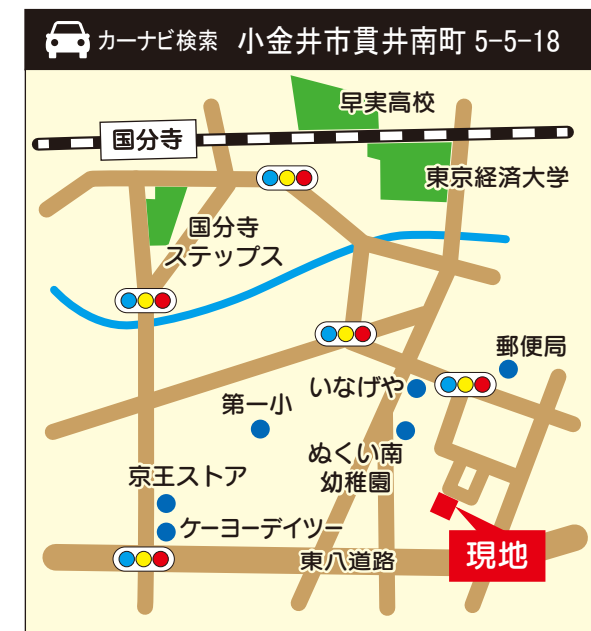 カーナビ検索 小金井市貫井南町 5-5-18
早実高校
国分寺
東京経済大学
国分寺
ステップス
郵便局
いなげや
第一小
ぬくい南
幼稚園
京王ストア
ケーヨーデイツー
東八道路
現地